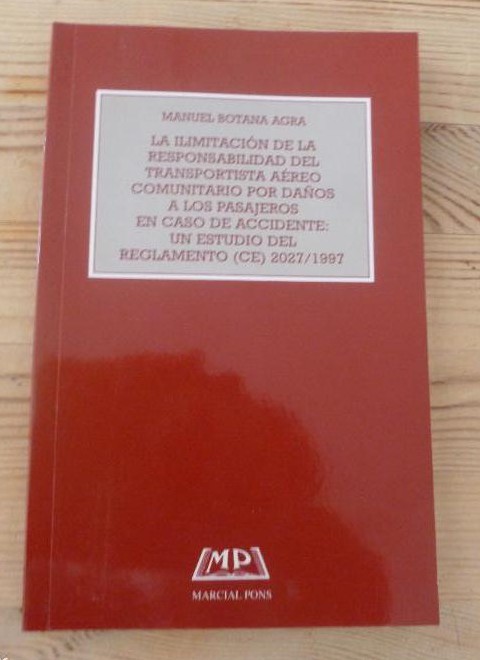 MANUEL BOTANA AGRA
LA ILIMITACIÓN DE LA
RESPONSABILIDAD DEL
TRANSPORTISTA AÉREO
COMUNITARIO POR DAÑOS
A LOS PASAJEROS
EN CASO DE ACCIDENTE:
UN ESTUDIO DEL
REGLAMENTO (CE) 2027/1997
MP
MARCIAL PONS